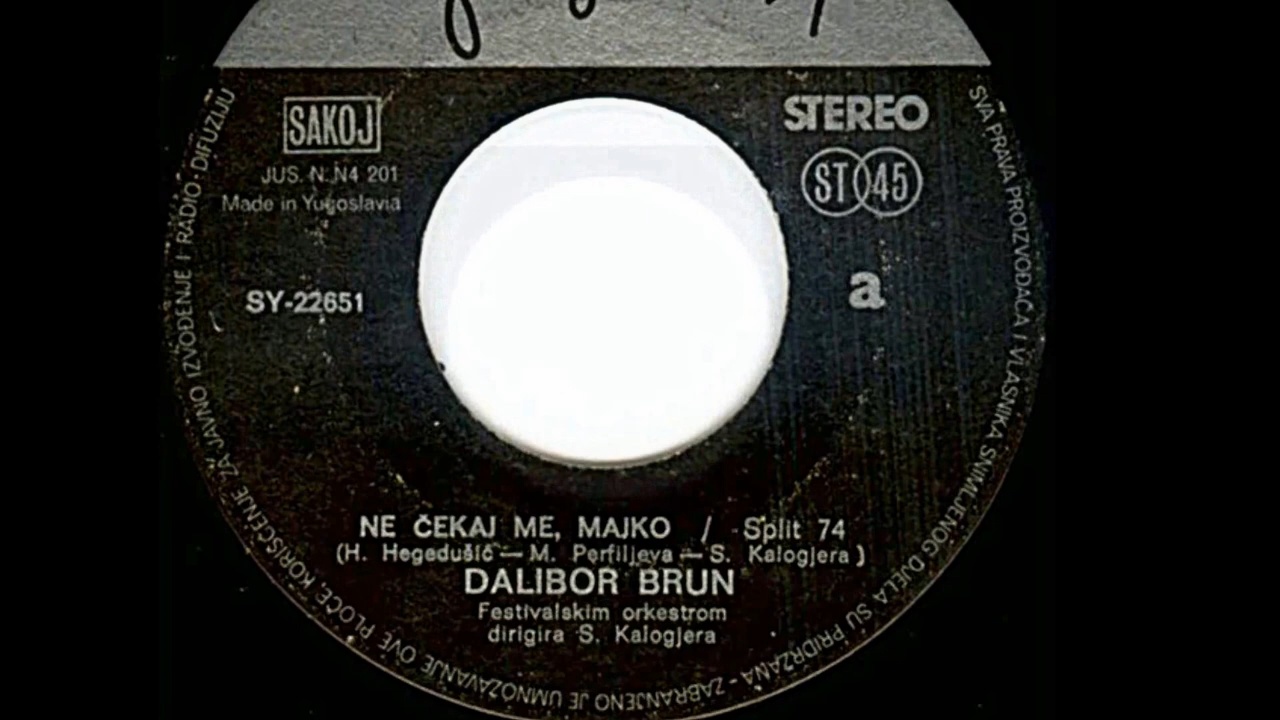 SAKOJ
JUS. N. N4 201
Made in Yugoslavia
SY-22651
STEREO
ST 45
a
NE ČEKAJ ME, MAJKO / Split 74
(H. Hegedušić — M. Perfiljeva — S. Kalogjera)
DALIBOR BRUN
Festivalskim orkestrom
dirigira S. Kalogjera
SVA PRAVA PROIZVOĐAČA I VLASNIKA SNIMLJENOG DJELA SU PRIDRŽANA - ZABRANJENO JE UMNOŽAVANJE OVE PLOČE, KORIŠĆENJE ZA JAVNO IZVOĐENJE I RADIO-DIFUZIJU